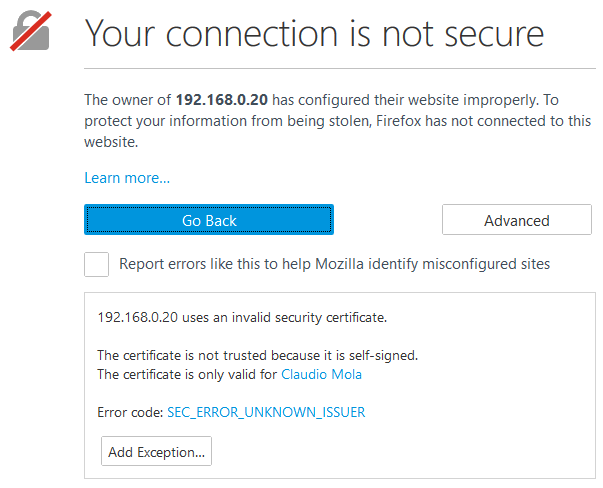 Your connection is not secure
The owner of 192.168.0.20 has configured their website improperly. To
protect your information from being stolen, Firefox has not connected to this
website.
Learn more...
Go Back
Advanced
Report errors like this to help Mozilla identify misconfigured sites
192.168.0.20 uses an invalid security certificate.
The certificate is not trusted because it is self-signed.
The certificate is only valid for Claudio Mola
Error code: SEC_ERROR_UNKNOWN_ISSUER
Add Exception...